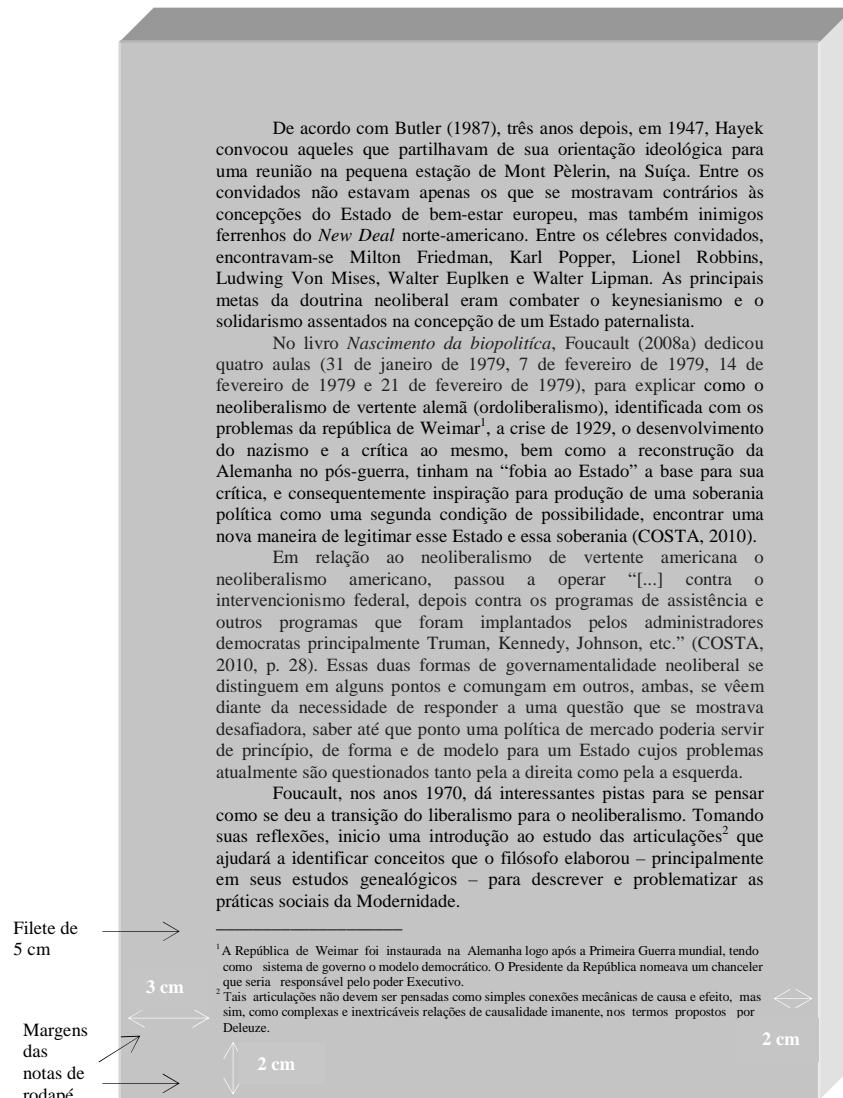 De acordo com Butler (1987), três anos depois, em 1947, Hayek
convocou aqueles que partilhavam de sua orientação ideológica para
uma reunião na pequena estação de Mont Pèlerin, na Suíça. Entre os
convidados não estavam apenas os que se mostravam contrários às
concepções do Estado de bem-estar europeu, mas também inimigos
ferrenhos do New Deal norte-americano. Entre os célebres convidados,
encontravam-se Milton Friedman, Karl Popper, Lionel Robbins,
Ludwing Von Mises, Walter Euplken e Walter Lipman. As principais
metas da doutrina neoliberal eram combater o keynesianismo e o
solidarismo assentados na concepção de um Estado paternalista.
No livro Nascimento da biopolitíca, Foucault (2008a) dedicou
quatro aulas (31 de janeiro de 1979, 7 de fevereiro de 1979, 14 de
fevereiro de 1979 e 21 de fevereiro de 1979), para explicar como o
neoliberalismo de vertente alemã (ordoliberalismo), identificada com os
problemas da república de Weimar¹, a crise de 1929, o desenvolvimento
do nazismo e a crítica ao mesmo, bem como a reconstrução da
Alemanha no pós-guerra, tinham na “fobia ao Estado” a base para sua
crítica, e consequentemente inspiração para produção de uma soberania
política como uma segunda condição de possibilidade, encontrar uma
nova maneira de legitimar esse Estado e essa soberania (COSTA, 2010).
Em relação ao neoliberalismo de vertente americana o
neoliberalismo americano, passou a operar “[...] contra o
intervencionismo federal, depois contra os programas de assistência e
outros programas que foram implantados pelos administradores
democratas principalmente Truman, Kennedy, Johnson, etc.” (COSTA,
2010, p. 28). Essas duas formas de governamentalidade neoliberal se
distinguem em alguns pontos e comungam em outros, ambas, se vêem
diante da necessidade de responder a uma questão que se mostrava
desafiadora, saber até que ponto uma política de mercado poderia servir
de princípio, de forma e de modelo para um Estado cujos problemas
atualmente são questionados tanto pela a direita como pela a esquerda.
Foucault, nos anos 1970, dá interessantes pistas para se pensar
como se deu a transição do liberalismo para o neoliberalismo. Tomando
suas reflexões, inicio uma introdução ao estudo das articulações² que
ajudará a identificar conceitos que o filósofo elaborou – principalmente
em seus estudos genealógicos – para descrever e problematizar as
práticas sociais da Modernidade.
Filete de
5 cm
¹ A República de Weimar foi instaurada na Alemanha logo após a Primeira Guerra mundial, tendo
como sistema de governo o modelo democrático. O Presidente da República nomeava um chanceler
que seria responsável pelo poder Executivo.
² Tais articulações não devem ser pensadas como simples conexões mecânicas de causa e efeito, mas
sim, como complexas e inextricáveis relações de causalidade imanente, nos termos propostos por
Deleuze.
3 cm
2 cm
2 cm
Margens
das
notas de
rodapé